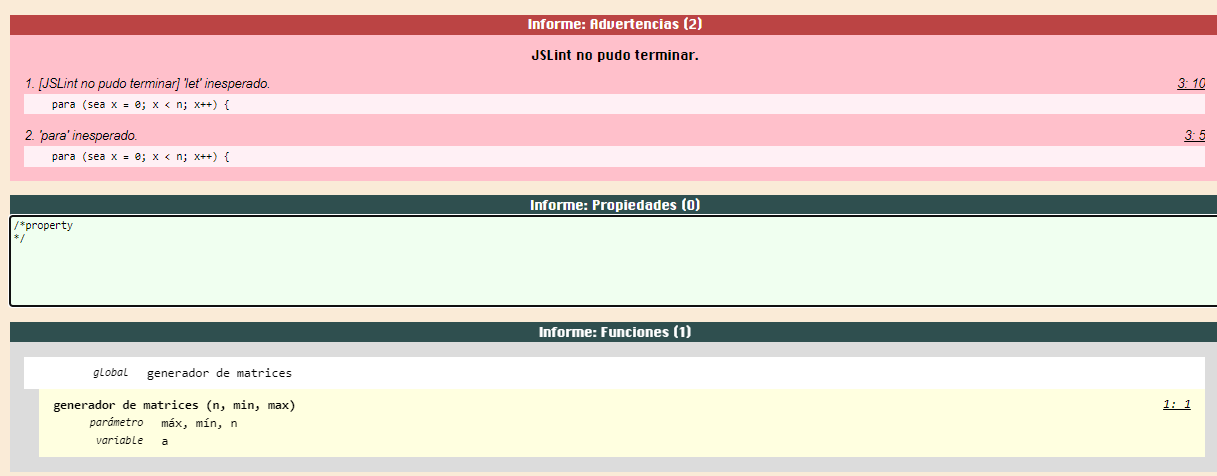 Informe: Advertencias (2)
JSLint no pudo terminar.
1. [JSLint no pudo terminar] 'let' inesperado. 3: 10
para (sea x = 0; x < n; x++) {
2. 'para' inesperado. 3: 5
para (sea x = 0; x < n; x++) {
Informe: Propiedades (0)
/*property
*/
Informe: Funciones (1)
global generador de matrices
generador de matrices (n, min, max) 1: 1
parámetro máx, mín, n
variable a